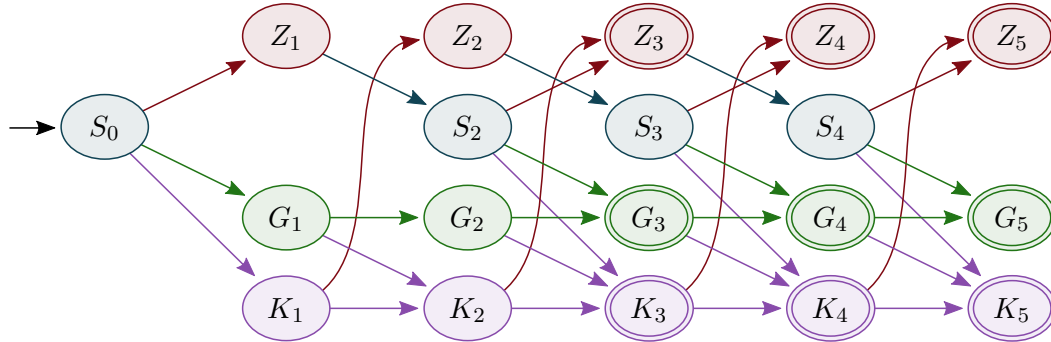 Z₁ Z₂ Z₃ Z₄ Z₅
S₀ S₂ S₃ S₄
G₁ G₂ G₃ G₄ G₅
K₁ K₂ K₃ K₄ K₅